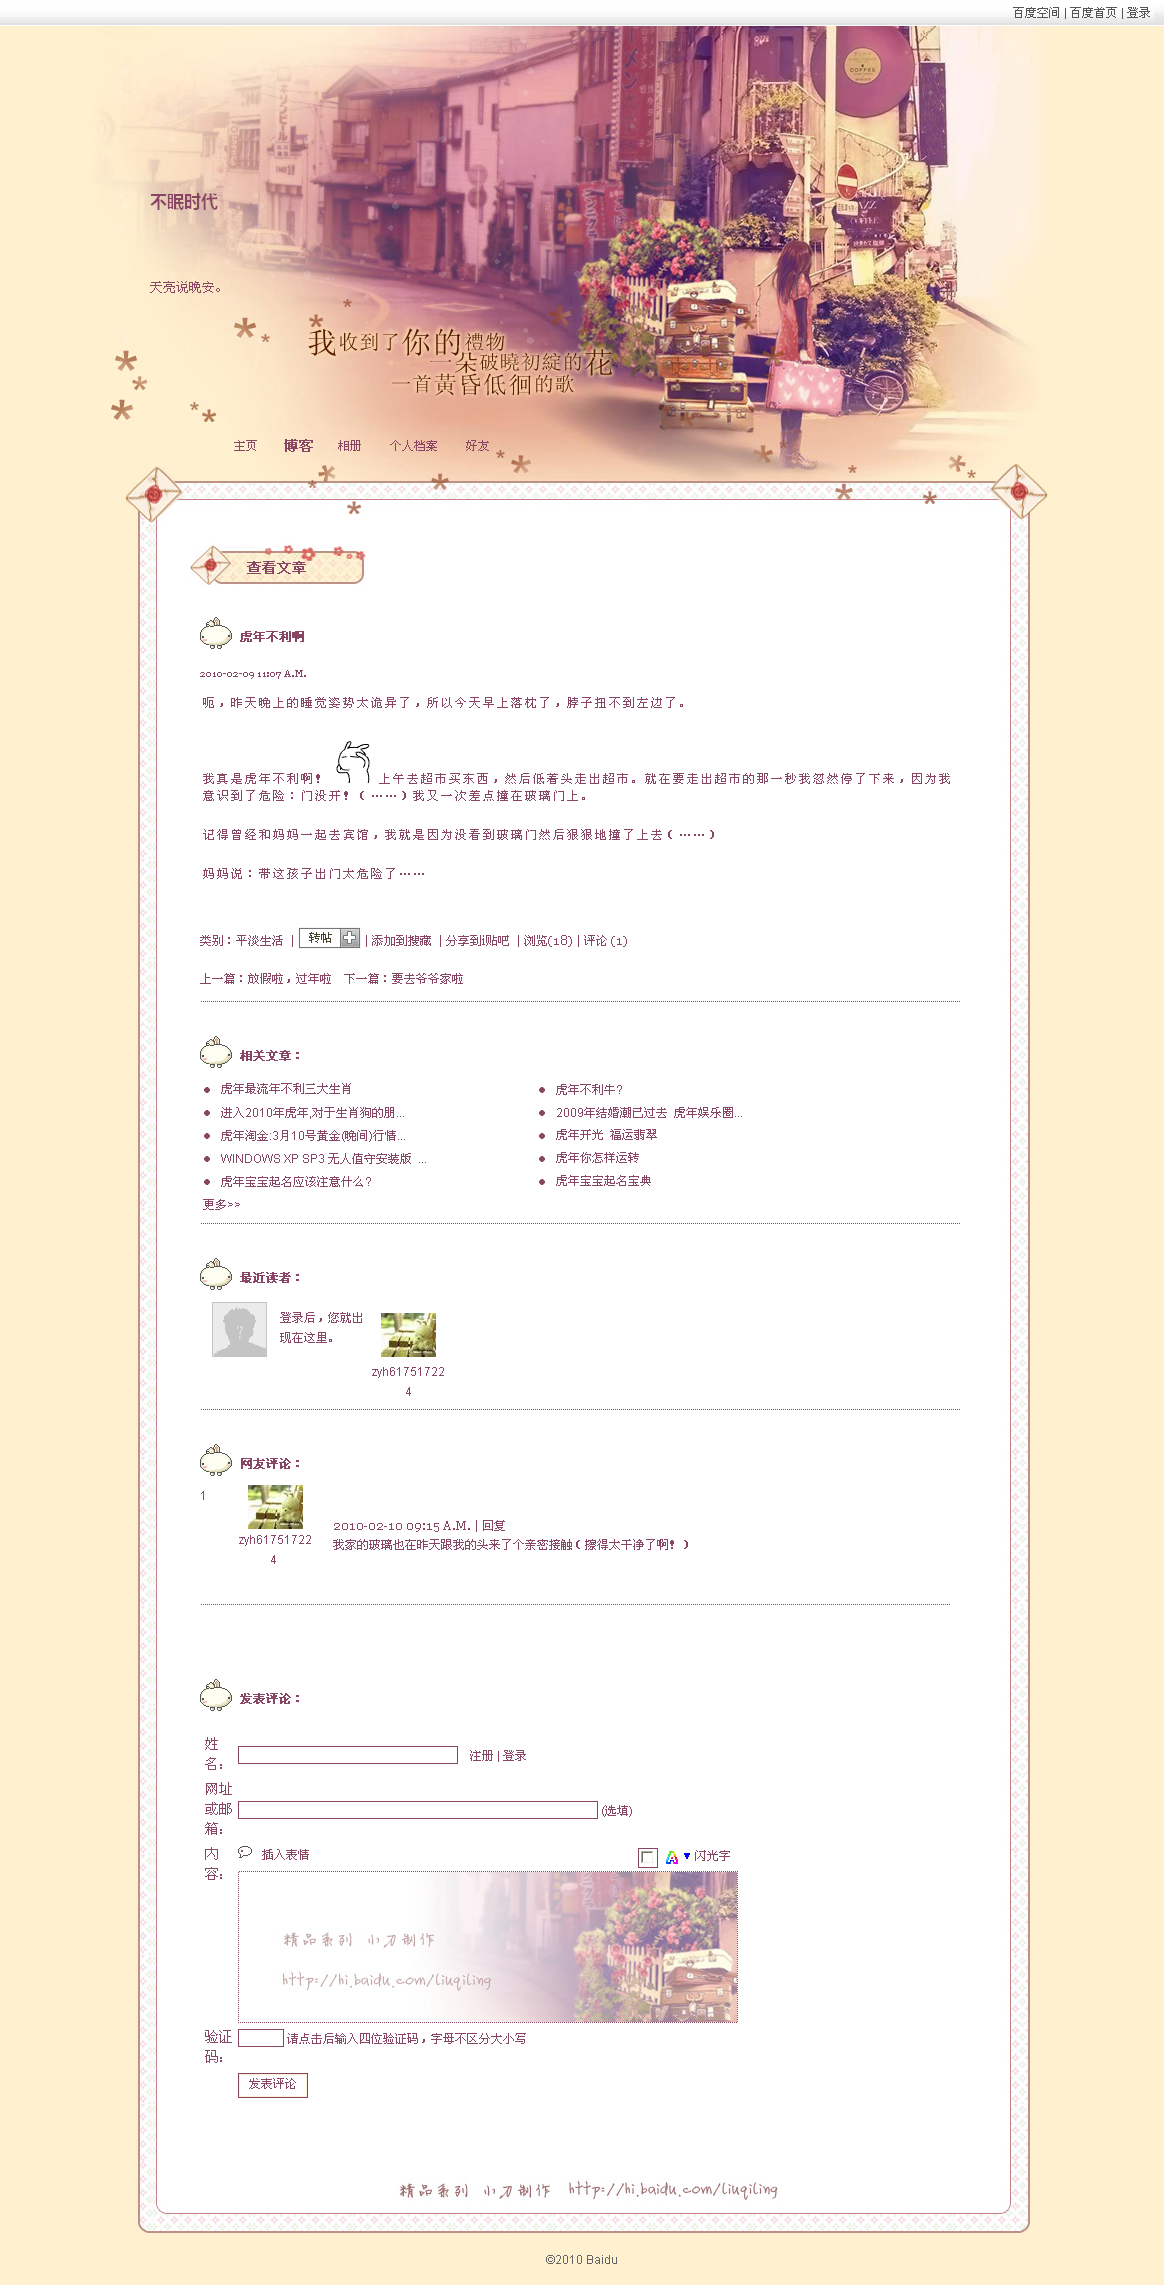 百度空间 | 百度首页 | 登录
COFFEE
不眠时代
天亮说晚安。
我收到了你的禮物
一朵破曉初綻的花
一首黃昏低徊的歌
主页 博客 相册 个人档案 好友
查看文章
虎年不利啊
2010-02-09 11:07 A.M.
呃，昨天晚上的睡觉姿势太诡异了，所以今天早上落枕了，脖子扭不到左边了。
我真是虎年不利啊！ 上午去超市买东西，然后低着头走出超市。就在要走出超市的那一秒我忽然停了下来，因为我
意识到了危险：门没开！（……）我又一次差点撞在玻璃门上。
记得曾经和妈妈一起去宾馆，我就是因为没看到玻璃门然后狠狠地撞了上去（……）
妈妈说：带这孩子出门太危险了……
类别：平淡生活 | 转帖 | 添加到搜藏 | 分享到i贴吧 | 浏览(18) | 评论 (1)
上一篇：放假啦，过年啦 下一篇：要去爷爷家啦
相关文章：
虎年最流年不利三大生肖 虎年不利牛?
进入2010年虎年,对于生肖狗的朋... 2009年结婚潮已过去 虎年娱乐圈...
虎年淘金:3月10号黄金(晚间)行情... 虎年开光 福运翡翠
WINDOWS XP SP3 无人值守安装版 ... 虎年你怎样运转
虎年宝宝起名应该注意什么? 虎年宝宝起名宝典
更多>>
最近读者：
登录后，您就出
现在这里。
zyh61751722
4
网友评论：
1
zyh61751722
4
2010-02-10 09:15 A.M. | 回复
我家的玻璃也在昨天跟我的头来了个亲密接触（擦得太干净了啊！）
发表评论：
姓
名： 注册 | 登录
网址
或邮
箱： (选填)
内
容： 插入表情 闪光字
精品系列 小刀制作
http://hi.baidu.com/liuqiling
验证
码： 请点击后输入四位验证码，字母不区分大小写
发表评论
精品系列 小刀制作 http://hi.baidu.com/liuqiling
©2010 Baidu